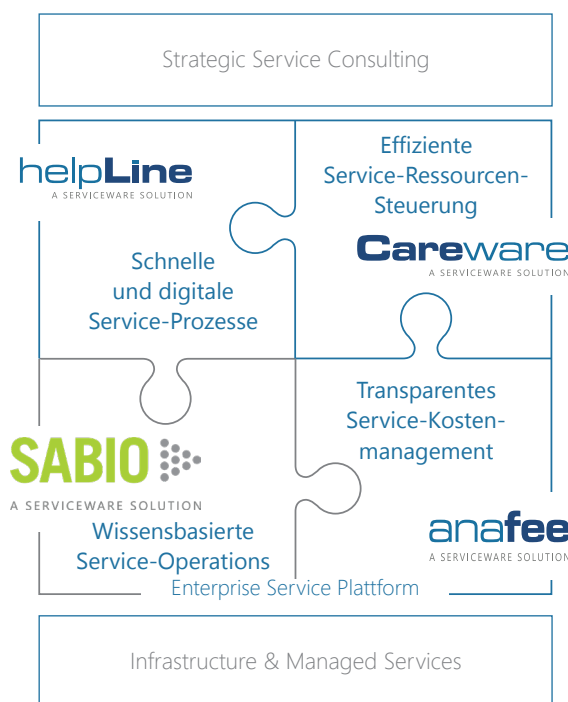 Strategic Service Consulting
helpLine
A SERVICEWARE SOLUTION
Schnelle
und digitale
Service-Prozesse
Effiziente
Service-Ressourcen-
Steuerung
Careware
A SERVICEWARE SOLUTION
SABIO
A SERVICEWARE SOLUTION
Wissensbasierte
Service-Operations
Transparentes
Service-Kosten-
management
anafee
A SERVICEWARE SOLUTION
Enterprise Service Plattform
Infrastructure & Managed Services